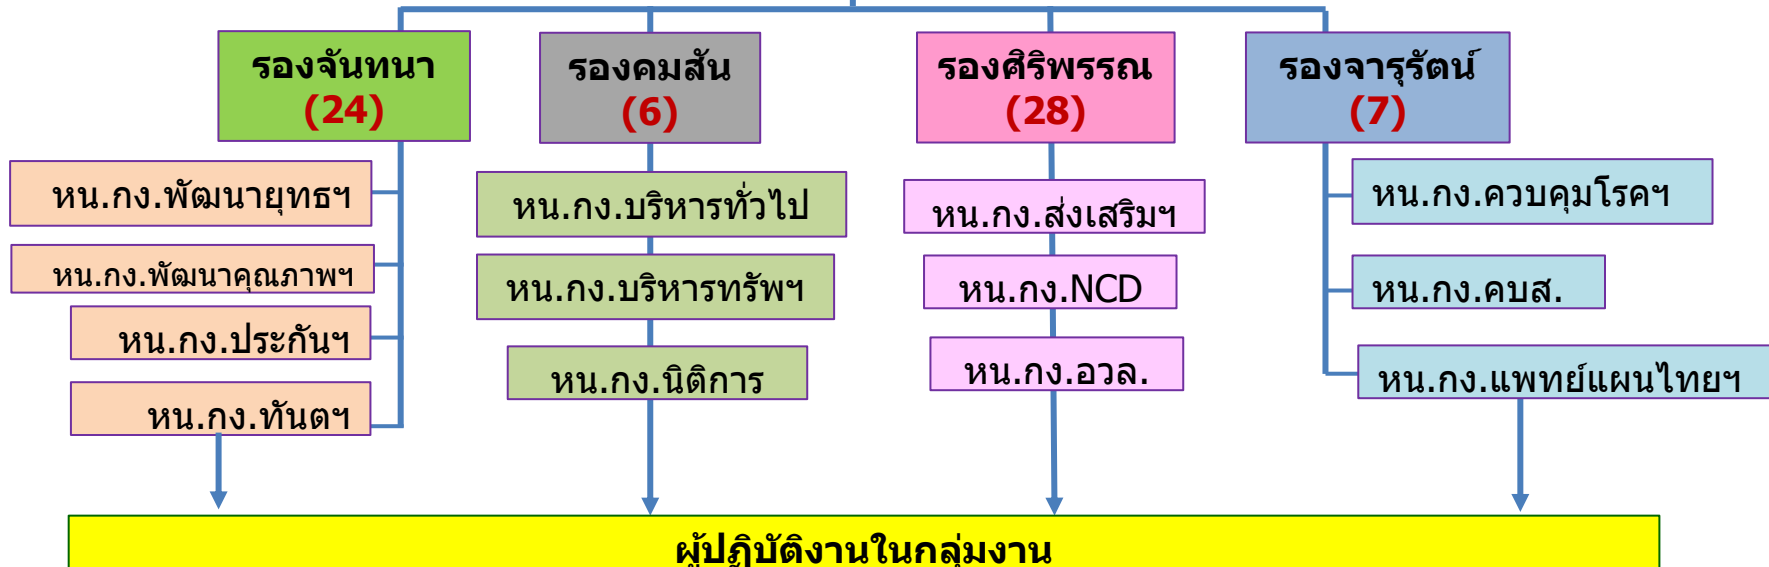 รองจันทนา
(24)
รองคมสัน
(6)
รองศิริพรรณ
(28)
รองจารุรัตน์
(7)
หน.กง.พัฒนายุทธฯ
หน.กง.พัฒนาคุณภาพฯ
หน.กง.ประกันฯ
หน.กง.ทันตฯ
หน.กง.บริหารทั่วไป
หน.กง.บริหารทรัพฯ
หน.กง.นิติการ
หน.กง.ส่งเสริมฯ
หน.กง.NCD
หน.กง.อวล.
หน.กง.ควบคุมโรคฯ
หน.กง.คบส.
หน.กง.แพทย์แผนไทยฯ
ผู้ปฏิบัติงานในกลุ่มงาน